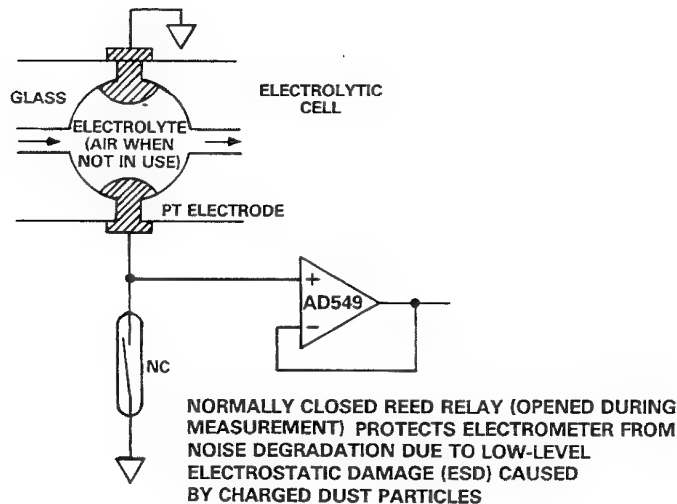 GLASS
ELECTROLYTIC
CELL
ELECTROLYTE
(AIR WHEN
NOT IN USE)
PT ELECTRODE
+
AD549
−
NC
NORMALLY CLOSED REED RELAY (OPENED DURING
MEASUREMENT) PROTECTS ELECTROMETER FROM
NOISE DEGRADATION DUE TO LOW-LEVEL
ELECTROSTATIC DAMAGE (ESD) CAUSED
BY CHARGED DUST PARTICLES